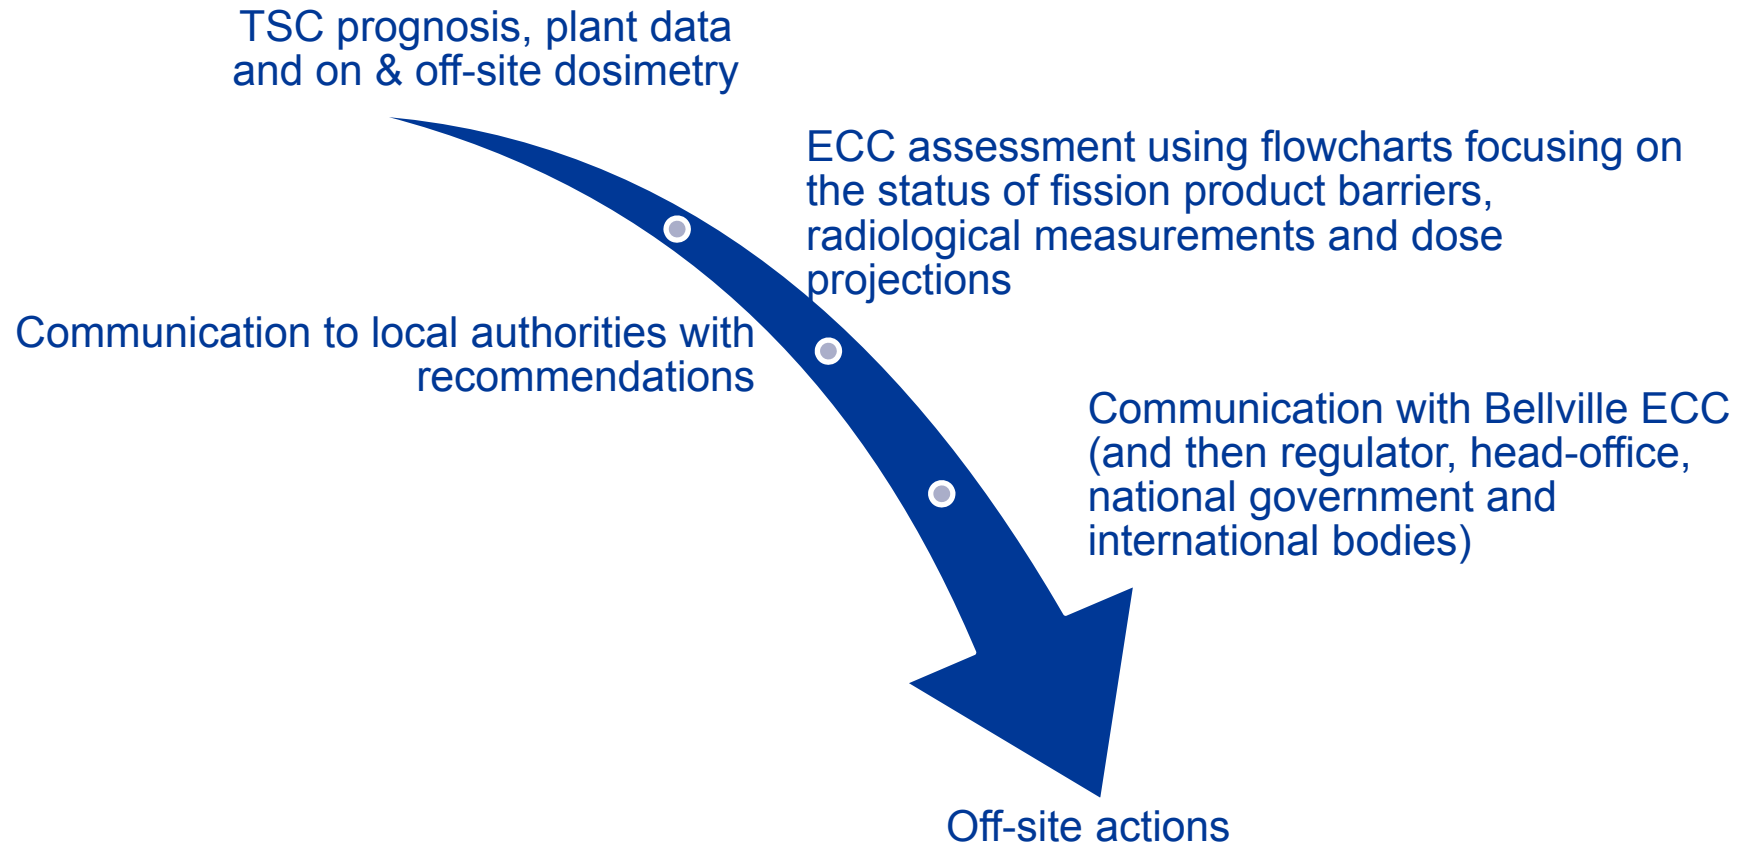 TSC prognosis, plant data
and on & off-site dosimetry
ECC assessment using flowcharts focusing on
the status of fission product barriers,
radiological measurements and dose
projections
Communication to local authorities with
recommendations
Communication with Bellville ECC
(and then regulator, head-office,
national government and
international bodies)
Off-site actions